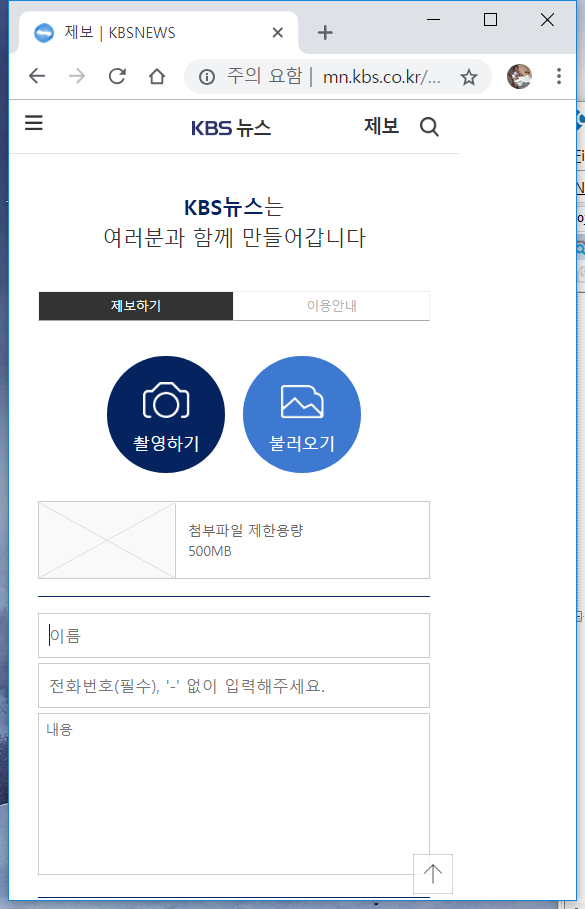 제보 | KBSNEWS
주의 요함 | mn.kbs.co.kr/...
KBS 뉴스 제보
KBS뉴스는
여러분과 함께 만들어갑니다
제보하기 이용안내
촬영하기 불러오기
첨부파일 제한용량
500MB
이름
전화번호(필수), '-' 없이 입력해주세요.
내용